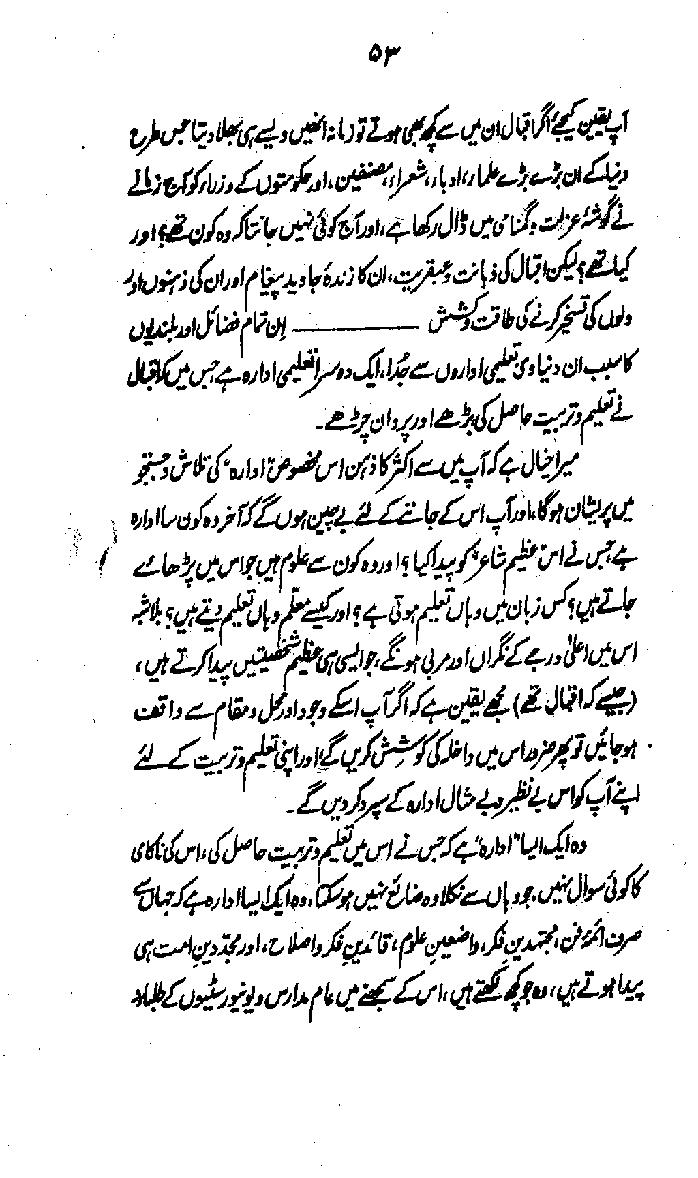 ۵۳
آپ یقین کیجئے اگر اقبال ان میں سے کچھ بھی ہوتے تو زمانہ انھیں ویسے ہی بھلا دیتا جس طرح
دنیا کے ان بڑے بڑے علماء، ادباء، شعراء، مصنفین، اور حکومتوں کے وزراء کو آج زمانے
نے گوشۂ عزلت و گمنامی میں ڈال رکھا ہے، اور آج کوئی نہیں جانتا کہ وہ کون تھے؟ اور
کیا تھے؟ لیکن اقبال کی ذہانت و عبقریت، ان کا زندۂ جاوید پیغام اور ان کی ذہنوں اور
دلوں کی تسخیر کرنے کی طاقت و کشش ——— ان تمام فضائل اور بلندیوں
کا سبب ان دنیاوی تعلیمی اداروں سے جُدا، ایک دوسرا تعلیمی ادارہ ہے جس میں کہ اقبال
نے تعلیم و تربیت حاصل کی بڑھے اور پروان چڑھے۔
میرا خیال ہے کہ آپ میں سے اکثر کا ذہن اس مخصوص "ادارہ" کی تلاش و جستجو
میں پریشان ہوگا، اور آپ اس کے جاننے کے لئے بے چین ہوں گے کہ آخر وہ کون سا ادارہ
ہے جس نے اس عظیم شاعر کو پیدا کیا؟ اور وہ کون سے علوم ہیں جو اس میں پڑھائے
جاتے ہیں؟ کس زبان میں وہاں تعلیم ہوتی ہے؟ اور کیسے معلم وہاں تعلیم دیتے ہیں؟ بلاشبہ
اس میں اعلیٰ درجے کے نگراں اور مربی ہونگے، جو ایسی ہی عظیم شخصیتیں پیدا کرتے ہیں،
(جیسے کہ اقبال تھے) مجھے یقین ہے کہ اگر آپ اسکے وجود اور محل و مقام سے واقف
ہو جائیں تو پھر ضرور اس میں داخلہ کی کوشش کریں گے اور اپنی تعلیم و تربیت کے لئے
اپنے آپ کو اس بے نظیر و بے مثال ادارہ کے سپرد کر دیں گے۔
وہ ایک ایسا "ادارہ" ہے کہ جس نے اس میں تعلیم و تربیت حاصل کی، اس کی ناکامی
کا کوئی سوال نہیں، جو وہاں سے نکلا وہ ضائع نہیں ہو سکتا، وہ ایک ایسا ادارہ ہے کہ جہاں سے
صرف ائمۂ فن، مجتہدینِ فکر، واضعینِ علوم، قائدینِ فکر و اصلاح، اور مجددینِ امت ہی
پیدا ہوتے ہیں، وہ جو کچھ لکھتے ہیں، اس کے سمجھنے میں عام مدارس و یونیورسٹیوں کے طلباء و